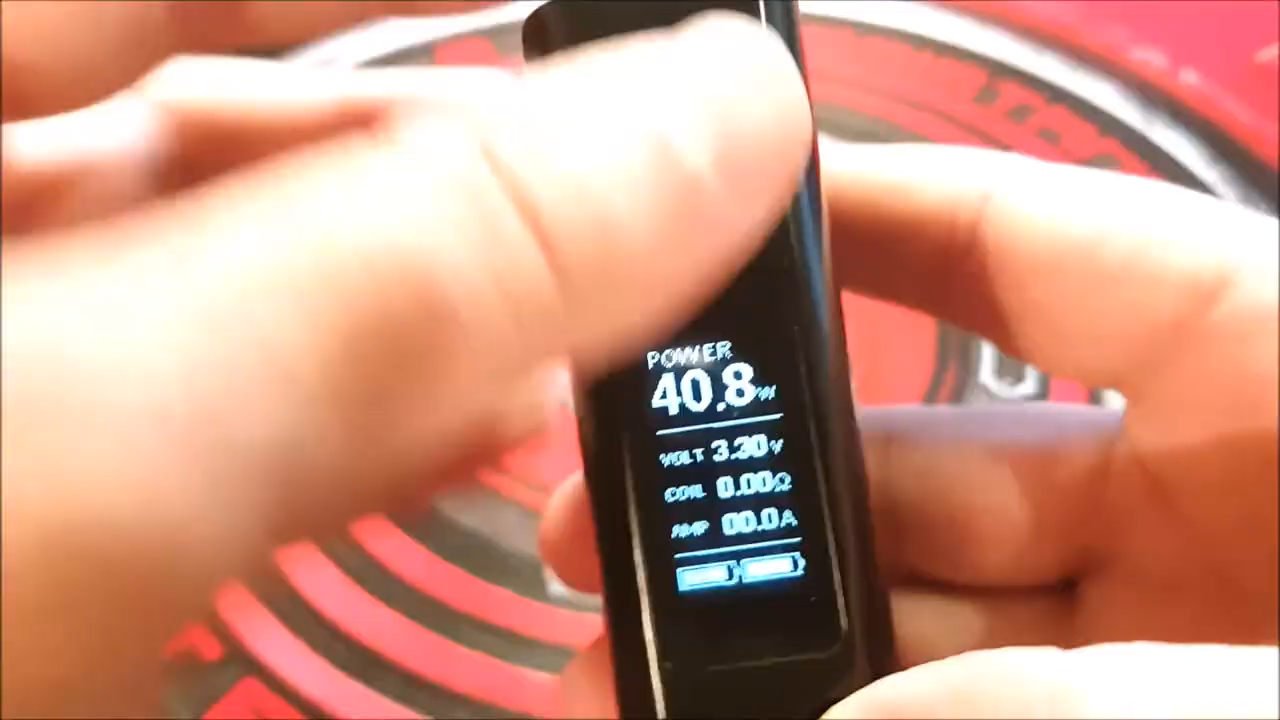 POWER
40.8W
VOLT 3.30V
COIL 0.00Ω
AMP 00.0A